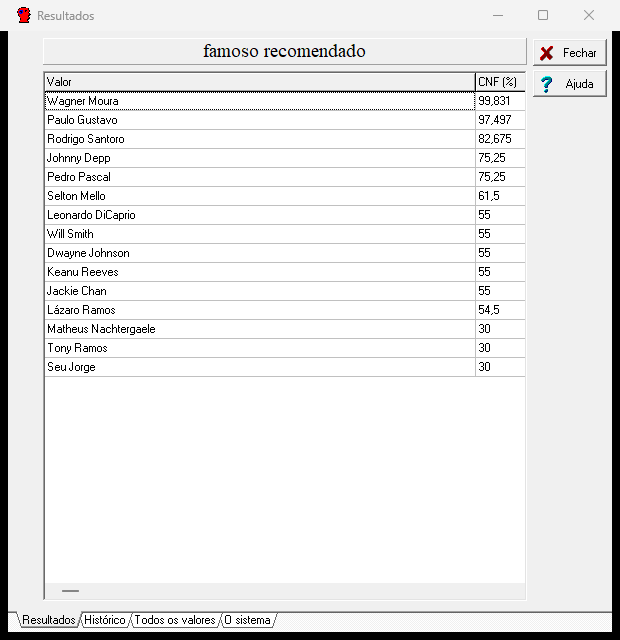 Resultados
famoso recomendado
Fechar
Ajuda
Valor CNF (%)
Wagner Moura 99,831
Paulo Gustavo 97,497
Rodrigo Santoro 82,675
Johnny Depp 75,25
Pedro Pascal 75,25
Selton Mello 61,5
Leonardo DiCaprio 55
Will Smith 55
Dwayne Johnson 55
Keanu Reeves 55
Jackie Chan 55
Lázaro Ramos 54,5
Matheus Nachtergaele 30
Tony Ramos 30
Seu Jorge 30
Resultados Histórico Todos os valores O sistema